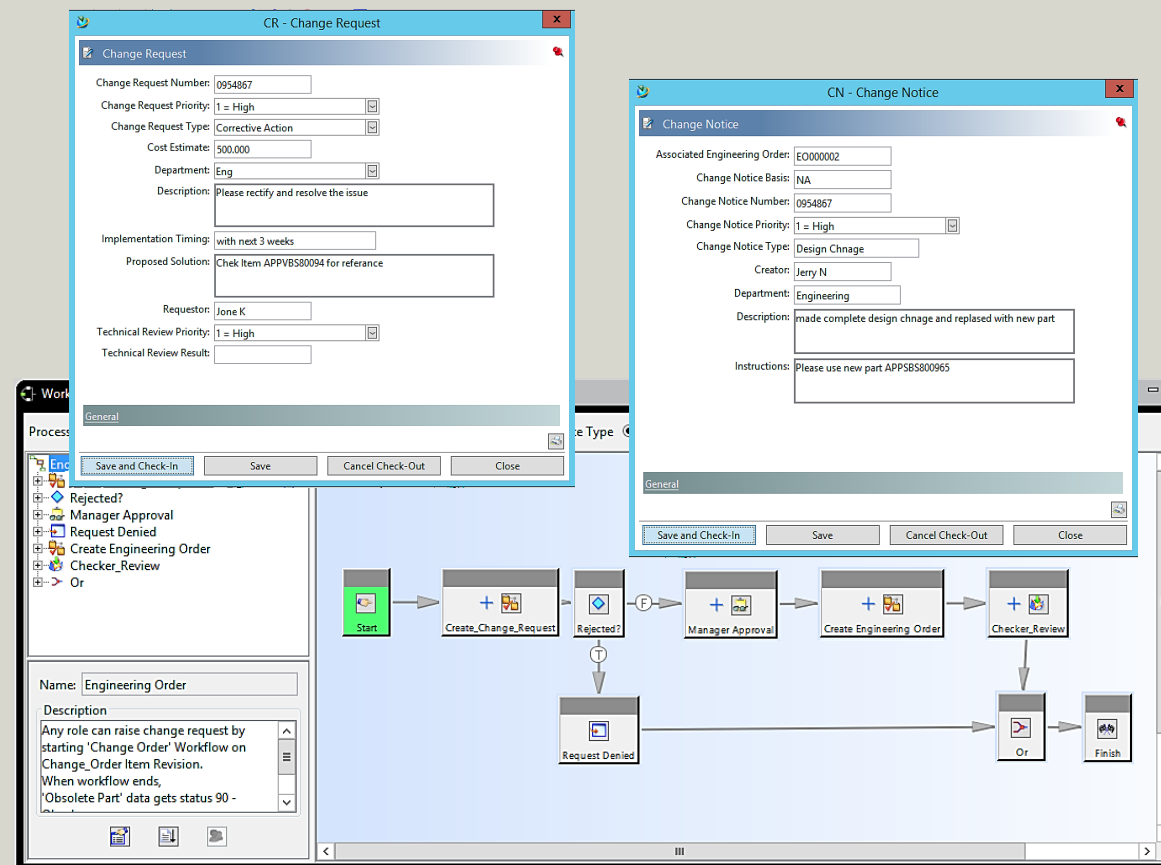 CR - Change Request
x
Change Request
Change Request Number: 0954867
Change Request Priority: 1 = High
Change Request Type: Corrective Action
Cost Estimate: 500.000
Department: Eng
Description: Please rectify and resolve the issue
Implementation Timing: with next 3 weeks
Proposed Solution: Chek Item APPVBS80094 for referance
Requestor: Jone K
Technical Review Priority: 1 = High
Technical Review Result:
General
Save and Check-In Save Cancel Check-Out Close
CN - Change Notice
x
Change Notice
Associated Engineering Order: EO000002
Change Notice Basis: NA
Change Notice Number: 0954867
Change Notice Priority: 1 = High
Change Notice Type: Design Chnage
Creator: Jerry N
Department: Engineering
Description: made complete design chnage and replased with new part
Instructions: Please use new part APPSBS800965
General
Save and Check-In Save Cancel Check-Out Close
Work
Process
e Type
Eng
Rejected?
Manager Approval
Request Denied
Create Engineering Order
Checker_Review
Or
Start
Create_Change_Request
Rejected?
F
Manager Approval
Create Engineering Order
Checker_Review
T
Request Denied
Or
Finish
Name: Engineering Order
Description
Any role can raise change request by
starting 'Change Order' Workflow on
Change_Order Item Revision.
When workflow ends,
'Obsolete Part' data gets status 90 -